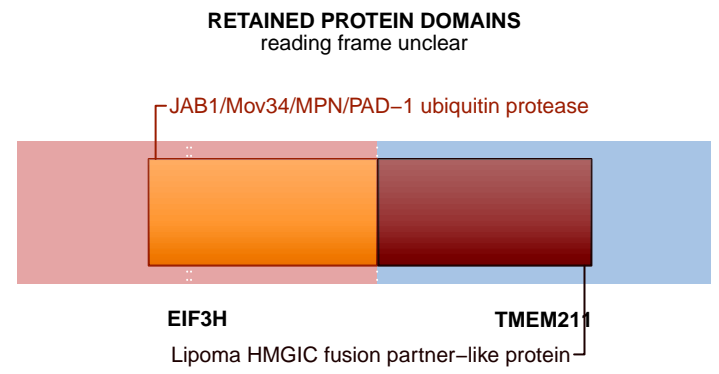 RETAINED PROTEIN DOMAINS
reading frame unclear
JAB1/Mov34/MPN/PAD−1 ubiquitin protease
EIF3H TMEM211
Lipoma HMGIC fusion partner−like protein